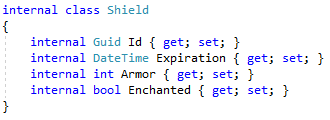 internal class Shield
{
    internal Guid Id { get; set; }
    internal DateTime Expiration { get; set; }
    internal int Armor { get; set; }
    internal bool Enchanted { get; set; }
}